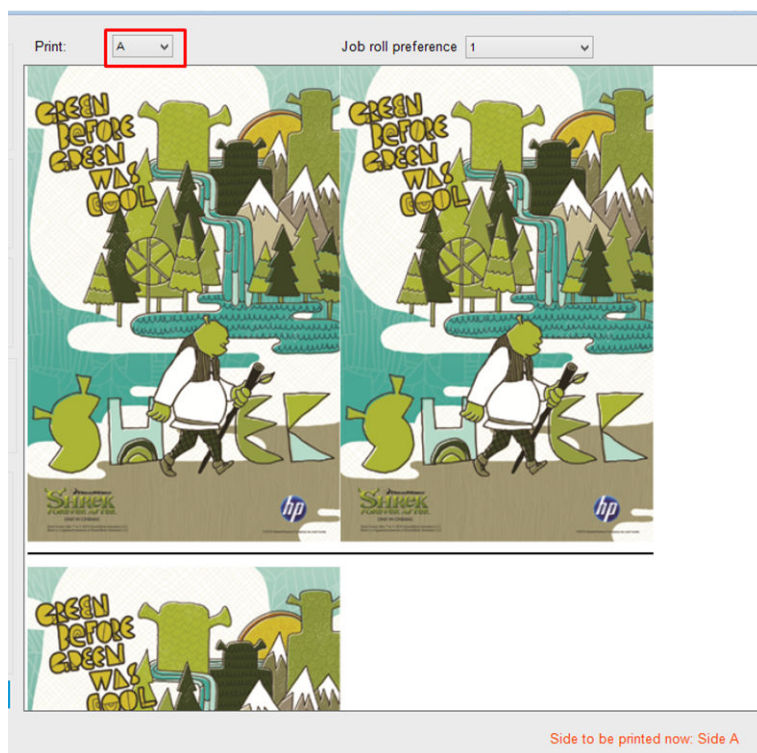 Print: A Job roll preference 1
GREEN GREEN
BEFORE BEFORE
GREEN GREEN
WAS WAS
COOL COOL
SHREK SHREK
DreamWorks DreamWorks
SHREK SHREK
FOREVER AFTER FOREVER AFTER
ONLY IN CINEMAS ONLY IN CINEMAS
hp hp
GREEN
BEFORE
GREEN
WAS
COOL
Side to be printed now: Side A